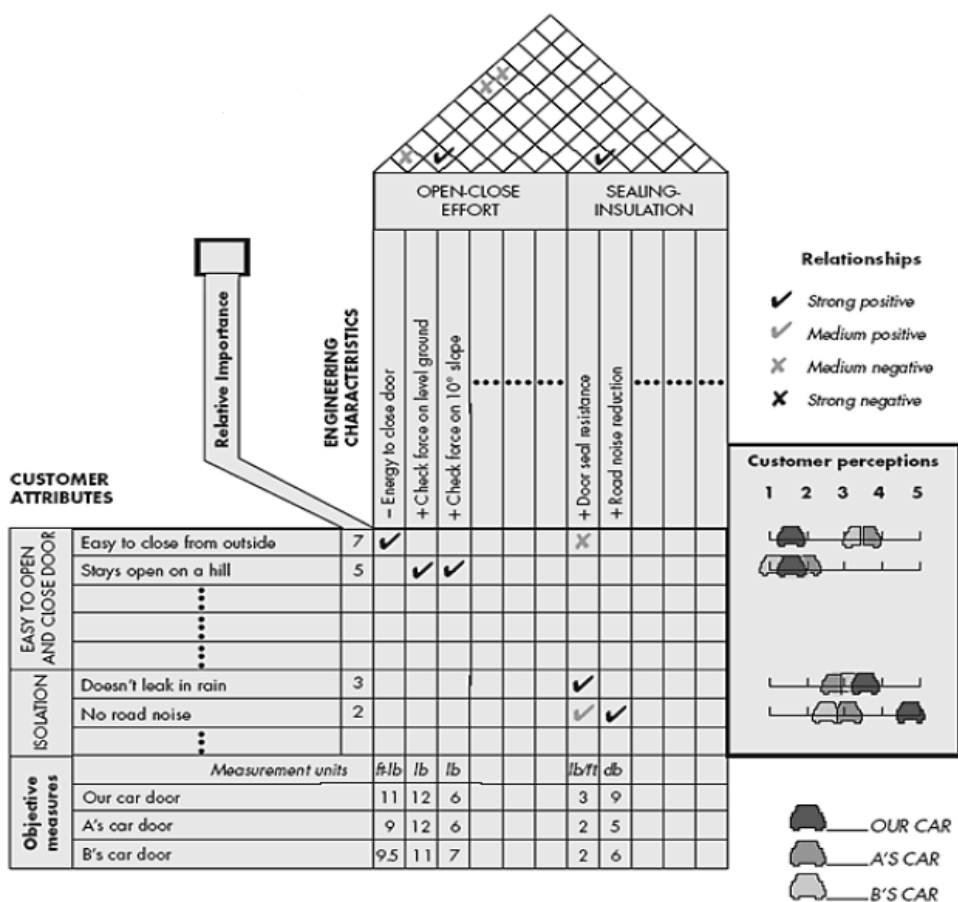 OPEN-CLOSE
EFFORT
SEALING-
INSULATION
Relative Importance
ENGINEERING
CHARACTERISTICS
– Energy to close door
+ Check force on level ground
+ Check force on 10° slope
+ Door seal resistance
+ Road noise reduction
Relationships
Strong positive
Medium positive
Medium negative
Strong negative
CUSTOMER
ATTRIBUTES
Customer perceptions
1 2 3 4 5
EASY TO OPEN
AND CLOSE DOOR
Easy to close from outside 7
Stays open on a hill 5
ISOLATION
Doesn't leak in rain 3
No road noise 2
Objective
measures
Measurement units ft-lb lb lb lb/ft db
Our car door 11 12 6 3 9
A's car door 9 12 6 2 5
B's car door 9.5 11 7 2 6
OUR CAR
A'S CAR
B'S CAR